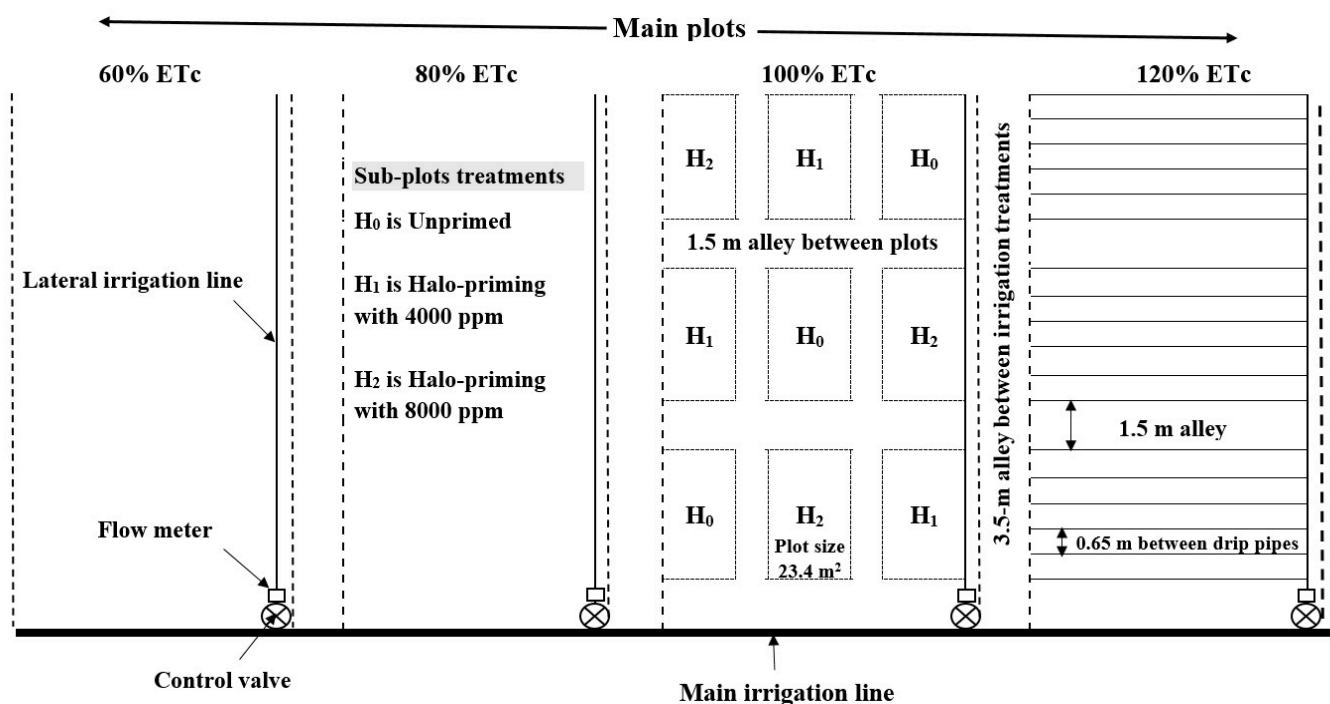 Main plots
60% ETc
80% ETc
100% ETc
120% ETc
Sub-plots treatments
H₀ is Unprimed
H₁ is Halo-priming
with 4000 ppm
H₂ is Halo-priming
with 8000 ppm
Lateral irrigation line
Flow meter
Control valve
H₂ H₁ H₀
1.5 m alley between plots
H₁ H₀ H₂
H₀ H₂ H₁
Plot size
23.4 m²
3.5-m alley between irrigation treatments
1.5 m alley
0.65 m between drip pipes
Main irrigation line